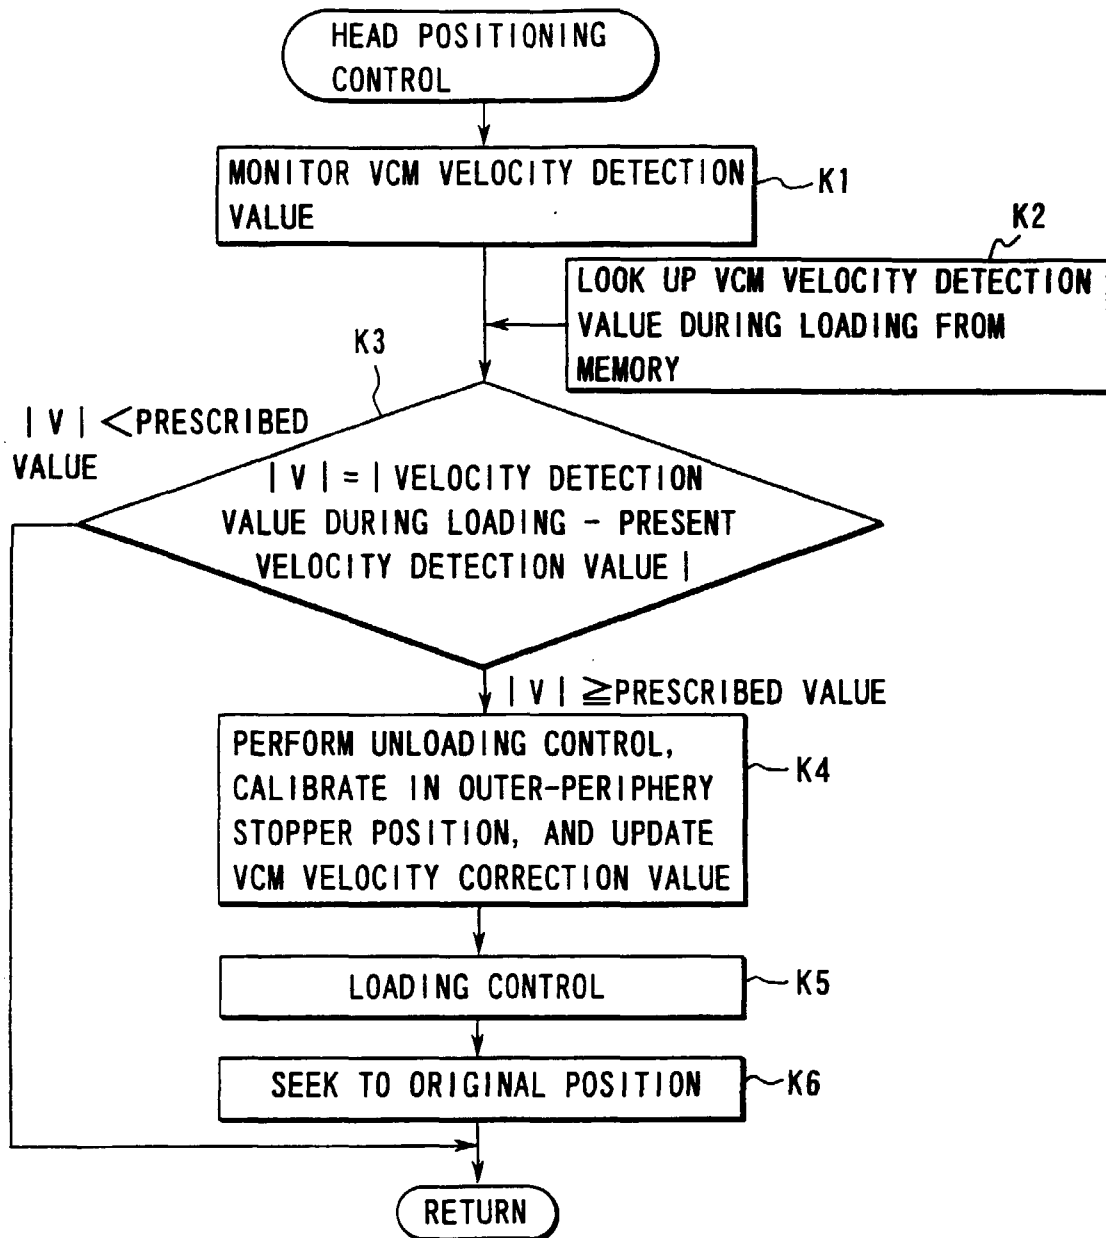 HEAD POSITIONING
CONTROL
MONITOR VCM VELOCITY DETECTION
VALUE
K1
K2
LOOK UP VCM VELOCITY DETECTION
VALUE DURING LOADING FROM
MEMORY
K3
| V | <PRESCRIBED
VALUE
| V | = | VELOCITY DETECTION
VALUE DURING LOADING - PRESENT
VELOCITY DETECTION VALUE |
| V | ≧PRESCRIBED VALUE
PERFORM UNLOADING CONTROL,
CALIBRATE IN OUTER-PERIPHERY
STOPPER POSITION, AND UPDATE
VCM VELOCITY CORRECTION VALUE
K4
LOADING CONTROL
K5
SEEK TO ORIGINAL POSITION
K6
RETURN